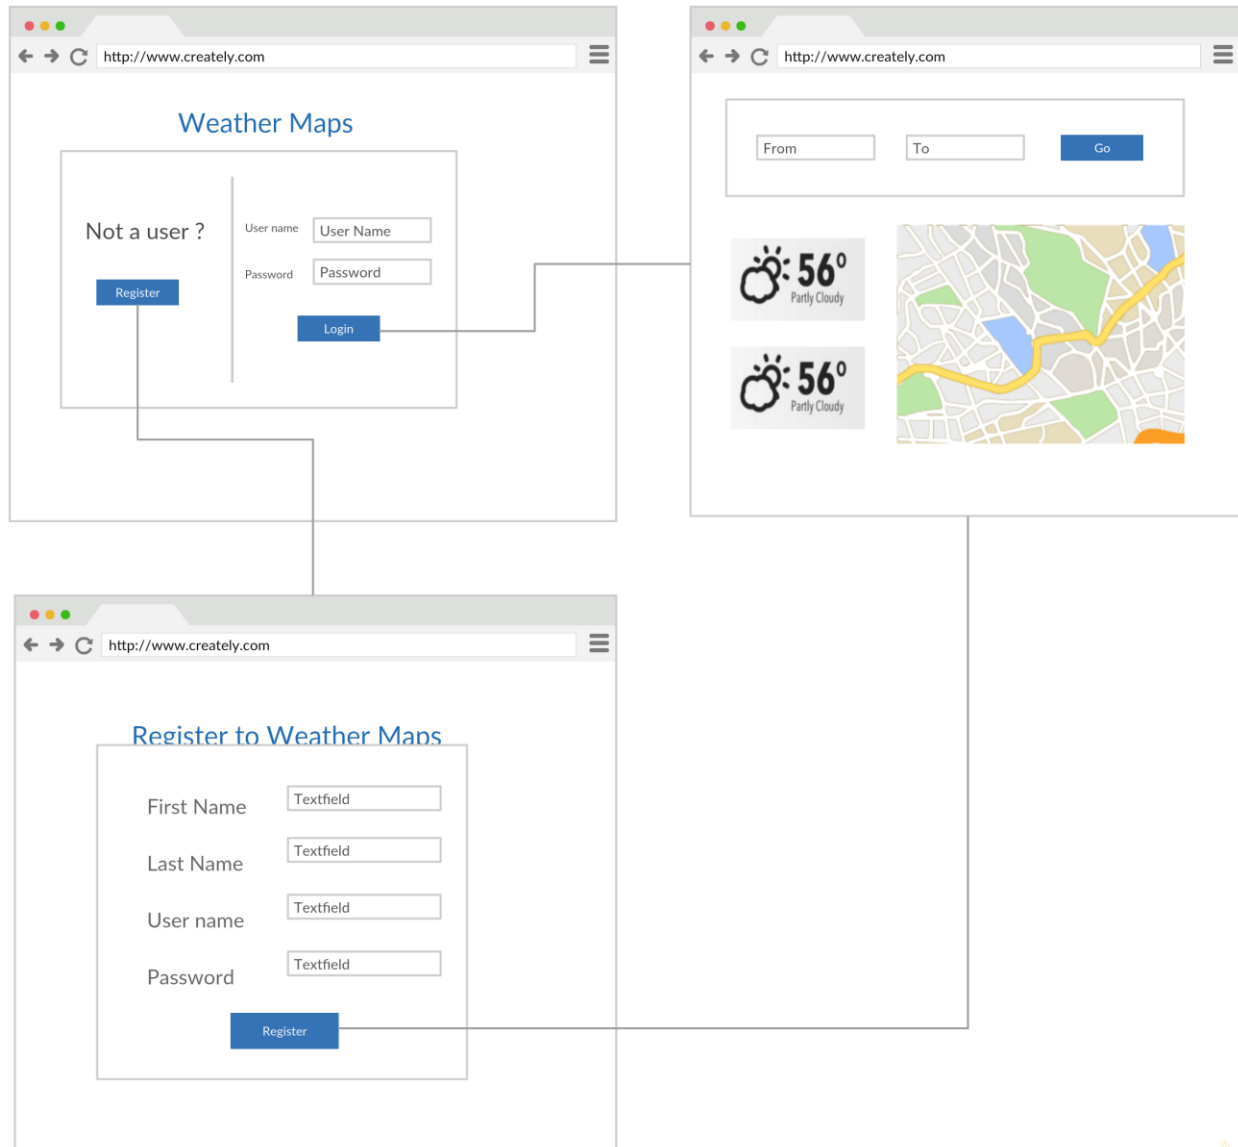 http://www.creately.com
Weather Maps
Not a user ?
Register
User name
User Name
Password
Password
Login
http://www.creately.com
From
To
Go
56°
Partly Cloudy
56°
Partly Cloudy
http://www.creately.com
Register to Weather Maps
First Name
Textfield
Last Name
Textfield
User name
Textfield
Password
Textfield
Register